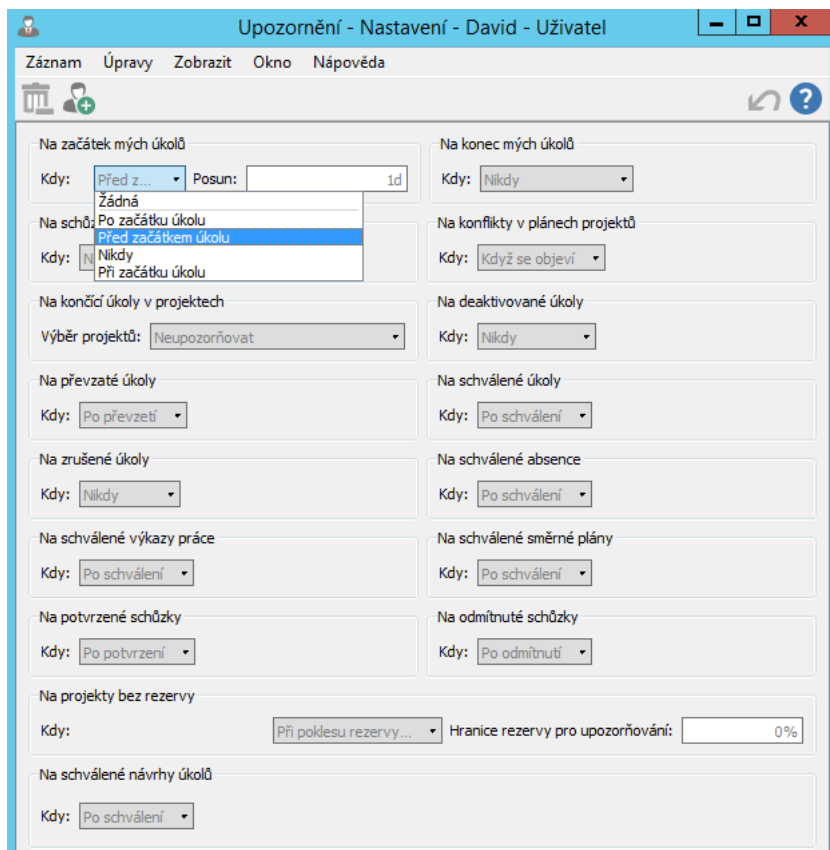 Upozornění - Nastavení - David - Uživatel
Záznam Úpravy Zobrazit Okno Nápověda
Na začátek mých úkolů
Kdy: Před z... Posun: 1d
Na konec mých úkolů
Kdy: Nikdy
Žádná
Po začátku úkolu
Před začátkem úkolu
Nikdy
Při začátku úkolu
Kdy:
Na konflikty v plánech projektů
Kdy: Když se objeví
Na končící úkoly v projektech
Výběr projektů: Neupozorňovat
Na deaktivované úkoly
Kdy: Nikdy
Na převzaté úkoly
Kdy: Po převzetí
Na schválené úkoly
Kdy: Po schválení
Na zrušené úkoly
Kdy: Nikdy
Na schválené absence
Kdy: Po schválení
Na schválené výkazy práce
Kdy: Po schválení
Na schválené směrné plány
Kdy: Po schválení
Na potvrzené schůzky
Kdy: Po potvrzení
Na odmítnuté schůzky
Kdy: Po odmítnutí
Na projekty bez rezervy
Kdy: Při poklesu rezervy... Hranice rezervy pro upozorňování: 0%
Na schválené návrhy úkolů
Kdy: Po schválení